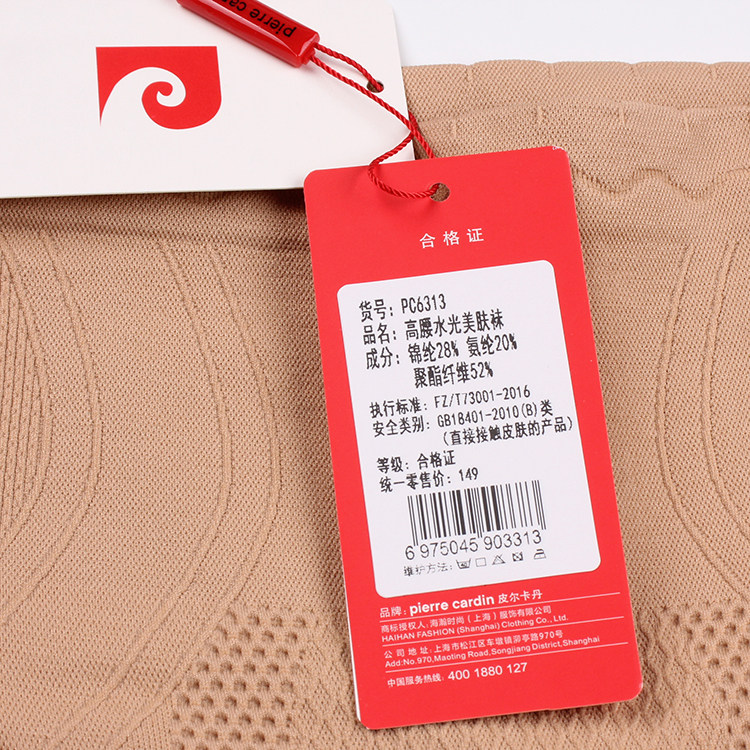 pierre car
合格证
货号: PC6313
品名: 高腰水光美肤袜
成分: 锦纶28% 氨纶20%
聚酯纤维52%
执行标准: FZ/T73001-2016
安全类别: GB18401-2010(B)类
(直接接触皮肤的产品)
等级: 合格证
统一零售价: 149
6 975045 903313
维护方法:
品牌: pierre cardin 皮尔卡丹
商标授权人: 海瀚时尚(上海)服饰有限公司
HAIHAN FASHION (Shanghai) Clothing Co., Ltd.
公司 地址: 上海市松江区车墩镇茆亭路970号
Add:No.970,Maoting Road,Songjiang District,Shanghai
中国服务热线: 400 1880 127